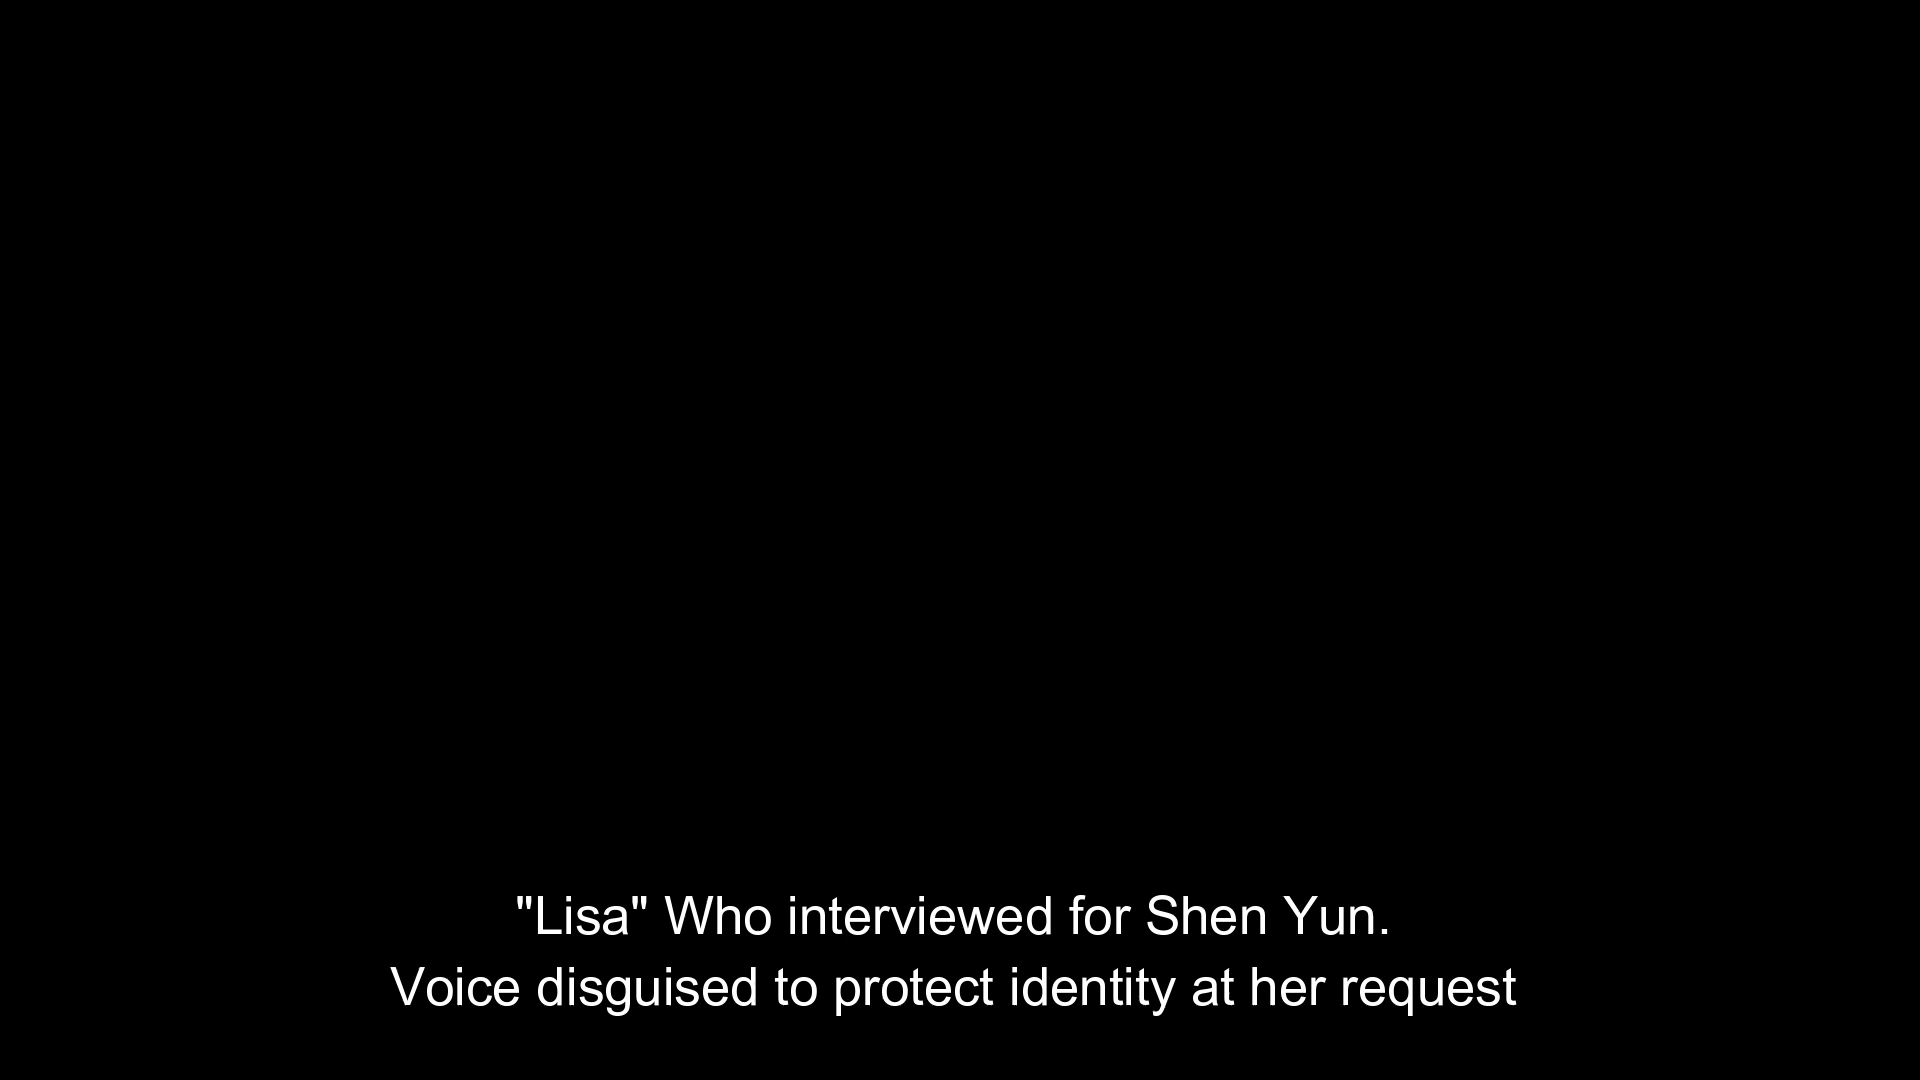 "Lisa" Who interviewed for Shen Yun.
Voice disguised to protect identity at her request